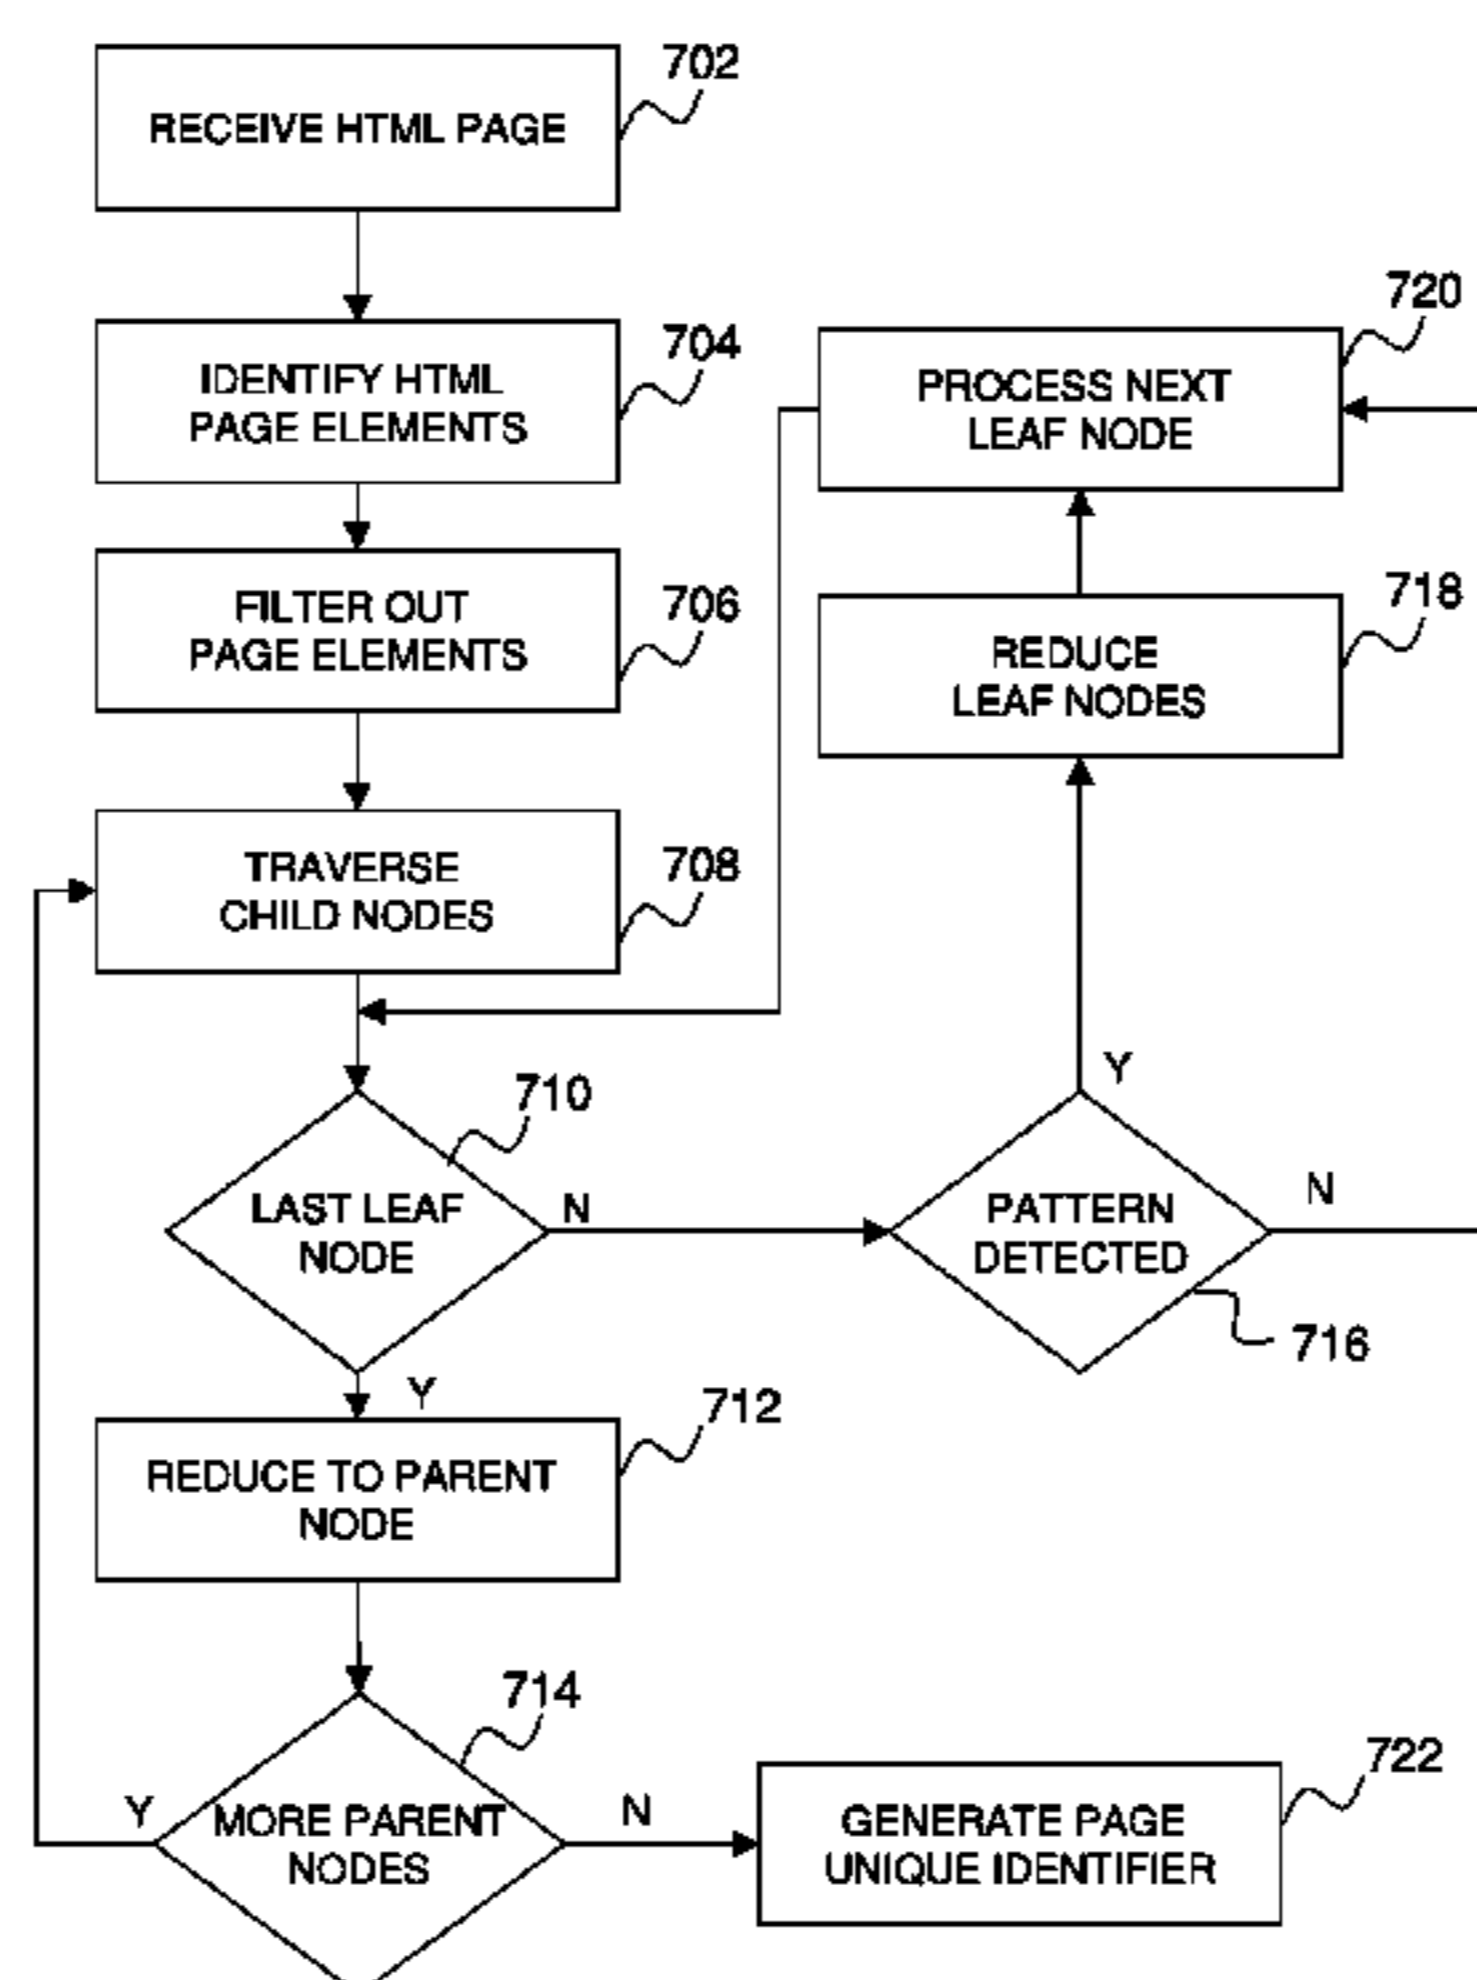 702
RECEIVE HTML PAGE
704
IDENTIFY HTML
PAGE ELEMENTS
706
FILTER OUT
PAGE ELEMENTS
708
TRAVERSE
CHILD NODES
710
LAST LEAF
NODE
N
Y
712
REDUCE TO PARENT
NODE
714
MORE PARENT
NODES
Y
N
720
PROCESS NEXT
LEAF NODE
718
REDUCE
LEAF NODES
Y
PATTERN
DETECTED
N
716
722
GENERATE PAGE
UNIQUE IDENTIFIER